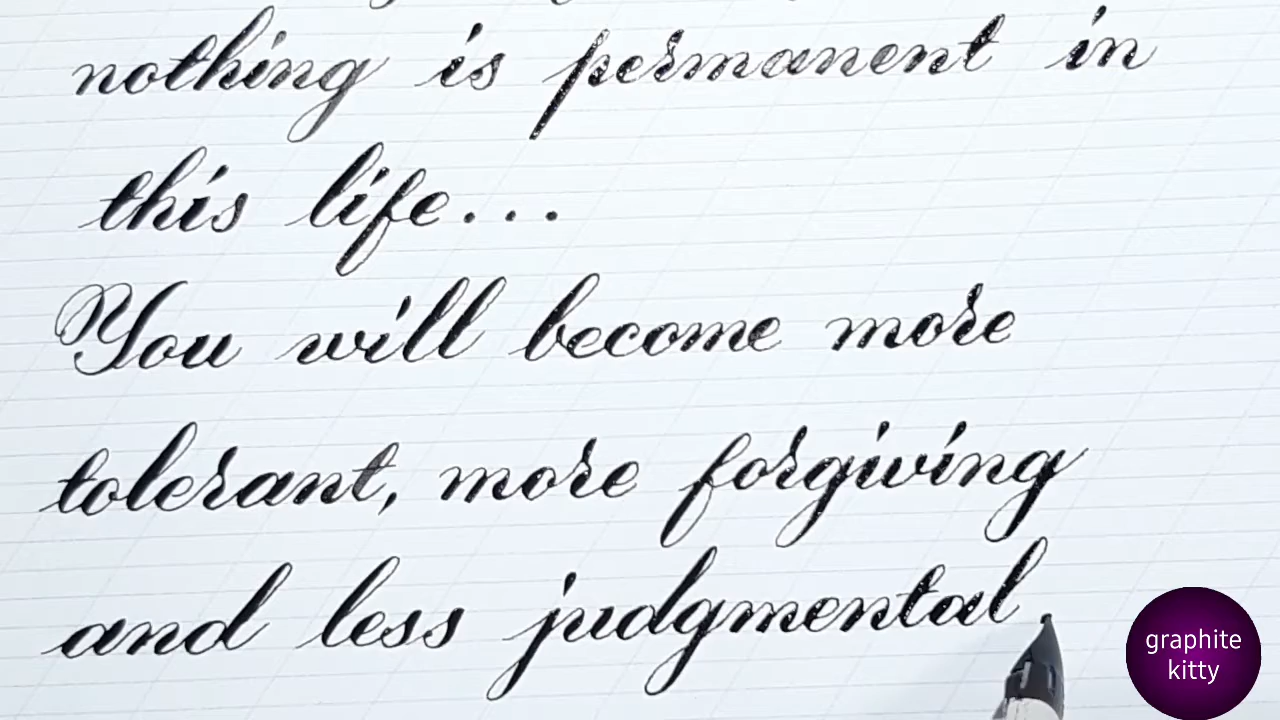 nothing is permanent in
this life...
You will become more
tolerant, more forgiving
and less judgmental.
graphite
kitty